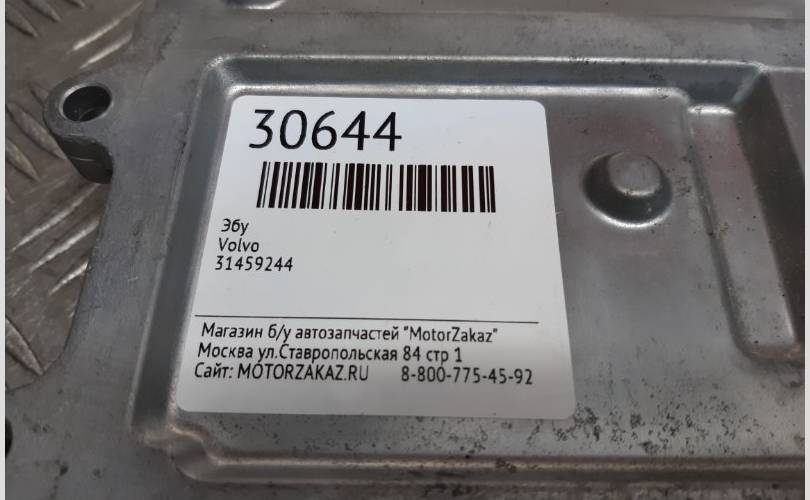 30644
Эбу
Volvo
31459244
Магазин б/у автозапчастей "MotorZakaz"
Москва ул.Ставропольская 84 стр 1
Сайт: MOTORZAKAZ.RU 8-800-775-45-92